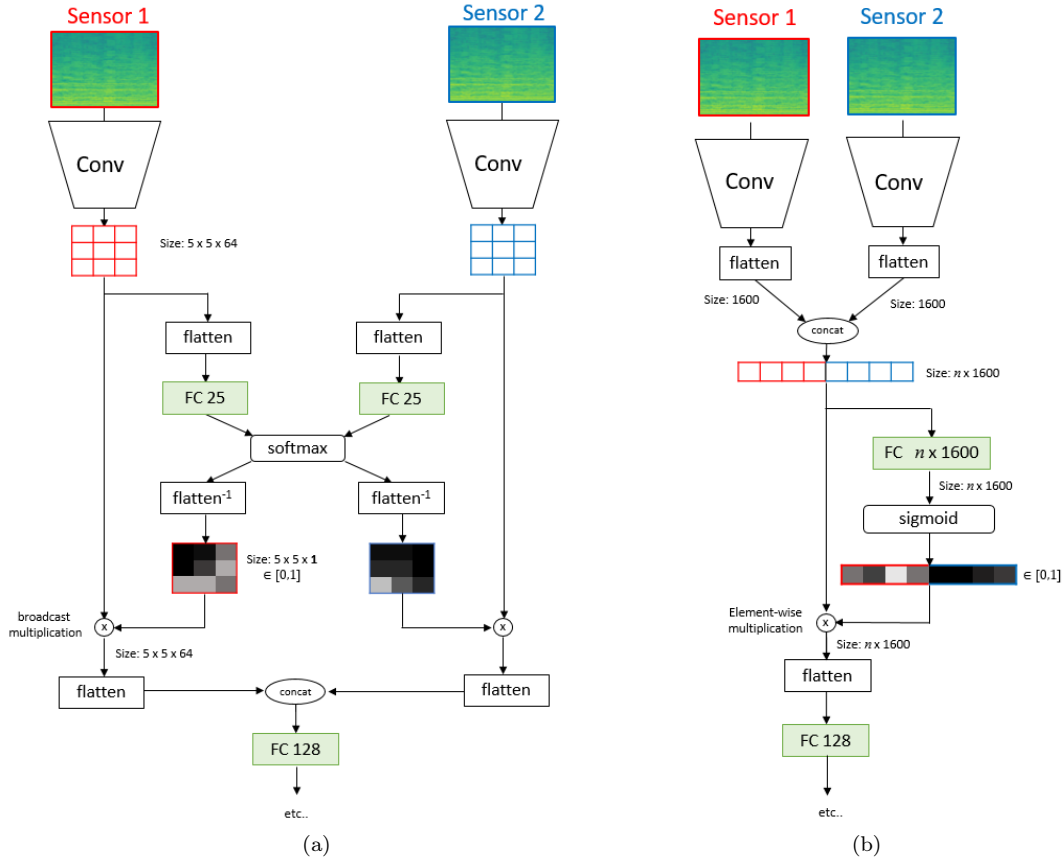 Sensor 1
Sensor 2
Conv
Conv
Size: 5 x 5 x 64
flatten
flatten
FC 25
FC 25
softmax
flatten-1
flatten-1
Size: 5 x 5 x 1
∈ [0,1]
broadcast
multiplication
x
x
Size: 5 x 5 x 64
flatten
concat
flatten
FC 128
etc..
(a)
Sensor 1
Sensor 2
Conv
Conv
flatten
flatten
Size: 1600
Size: 1600
concat
Size: n x 1600
FC n x 1600
Size: n x 1600
sigmoid
∈ [0,1]
Element-wise
multiplication
x
Size: n x 1600
flatten
FC 128
etc..
(b)